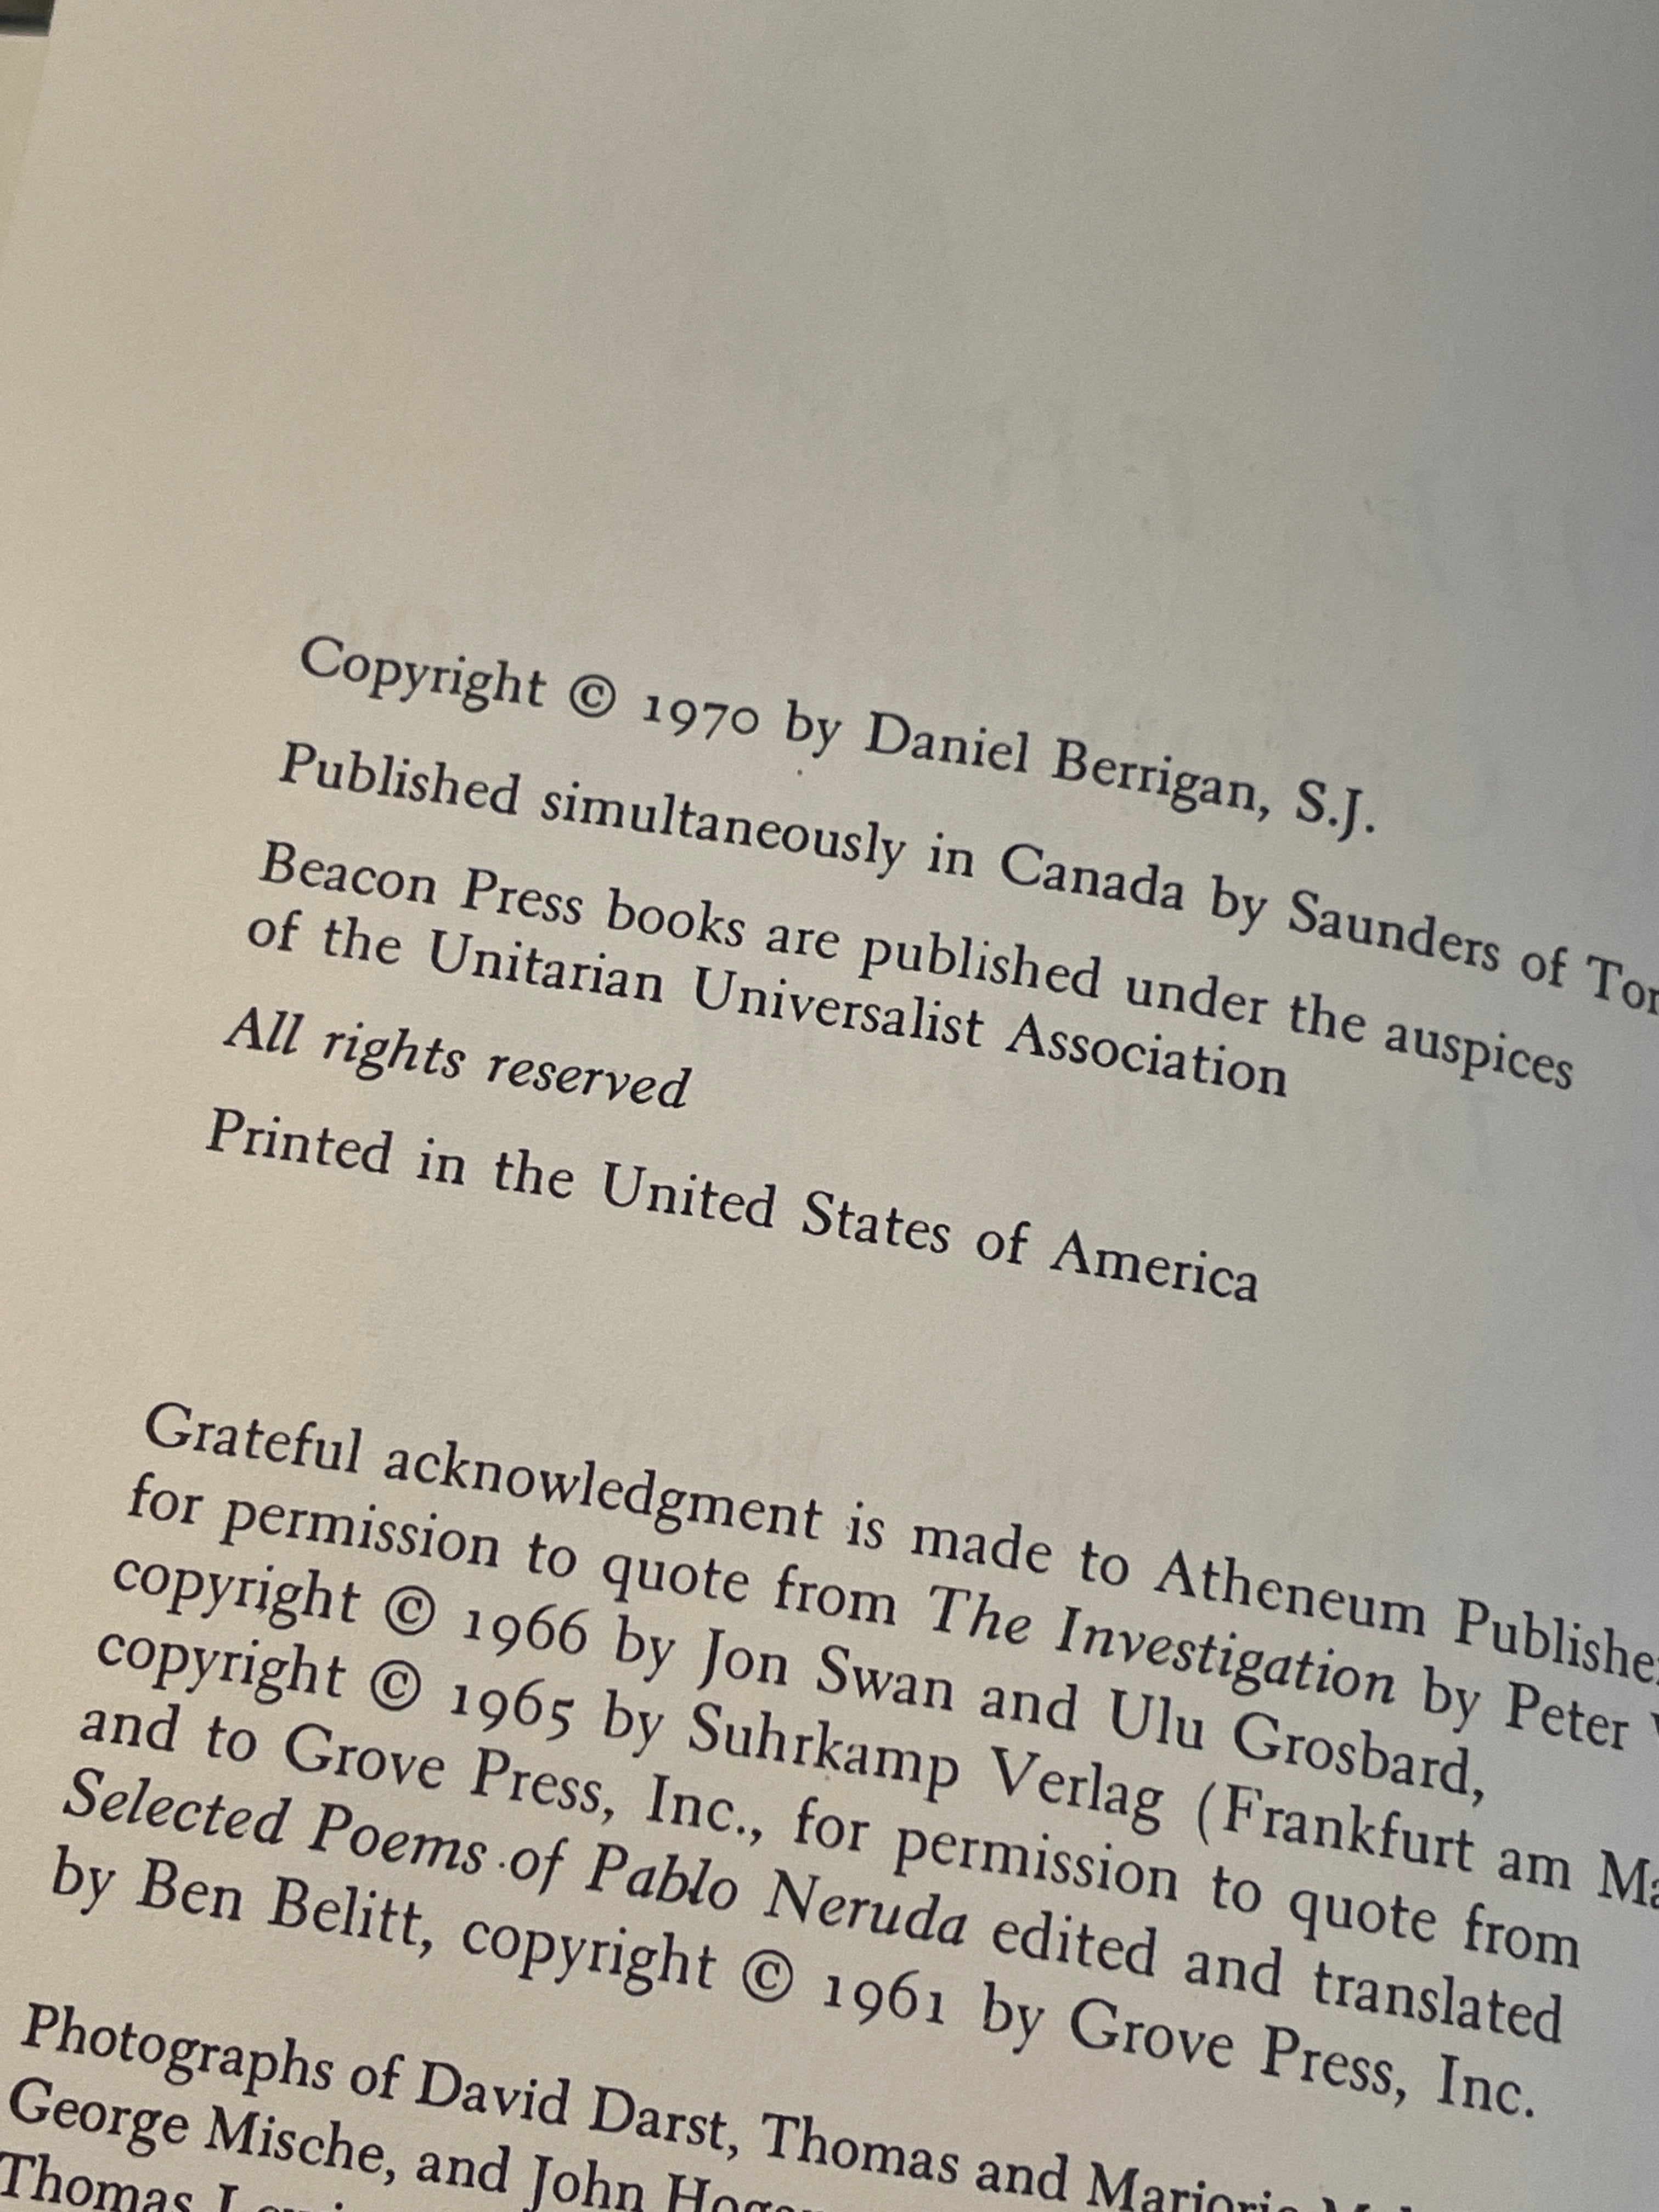 Copyright © 1970 by Daniel Berrigan, S.J.
Published simultaneously in Canada by Saunders of
Beacon Press books are published under the auspices
of the Unitarian Universalist Association
All rights reserved
Printed in the United States of America
Grateful acknowledgment is made to Atheneum
for permission to quote from The Investigation by Peter
copyright © 1966 by Jon Swan and Ulu Grosbard,
copyright © 1965 by Suhrkamp Verlag (Frankfurt am
and to Grove Press, Inc., for permission to quote from
Selected Poems of Pablo Neruda edited and translated
by Ben Belitt, copyright © 1961 by Grove Press, Inc.
Photographs of David Darst, Thomas and Marjorie
George Mische, and John
Thomas